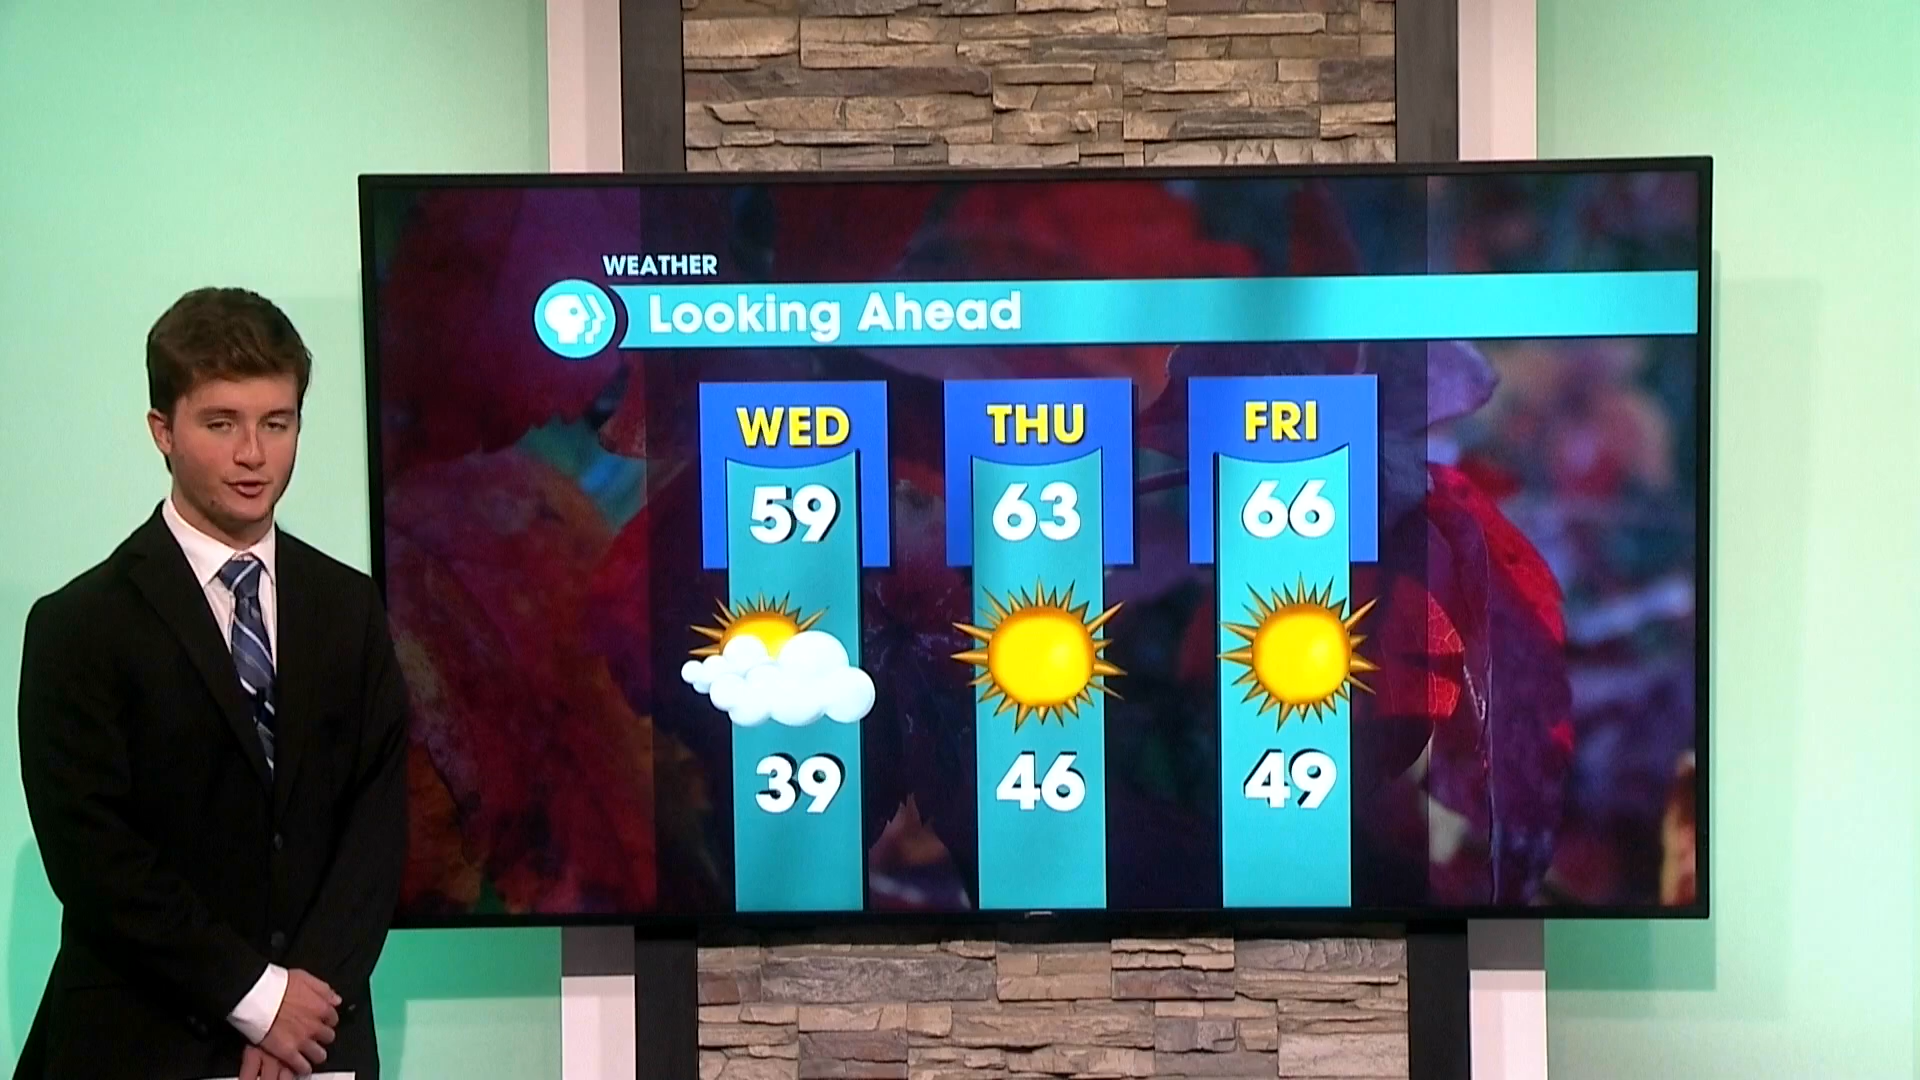 WEATHER
Looking Ahead
WED THU FRI
59 63 66
39 46 49